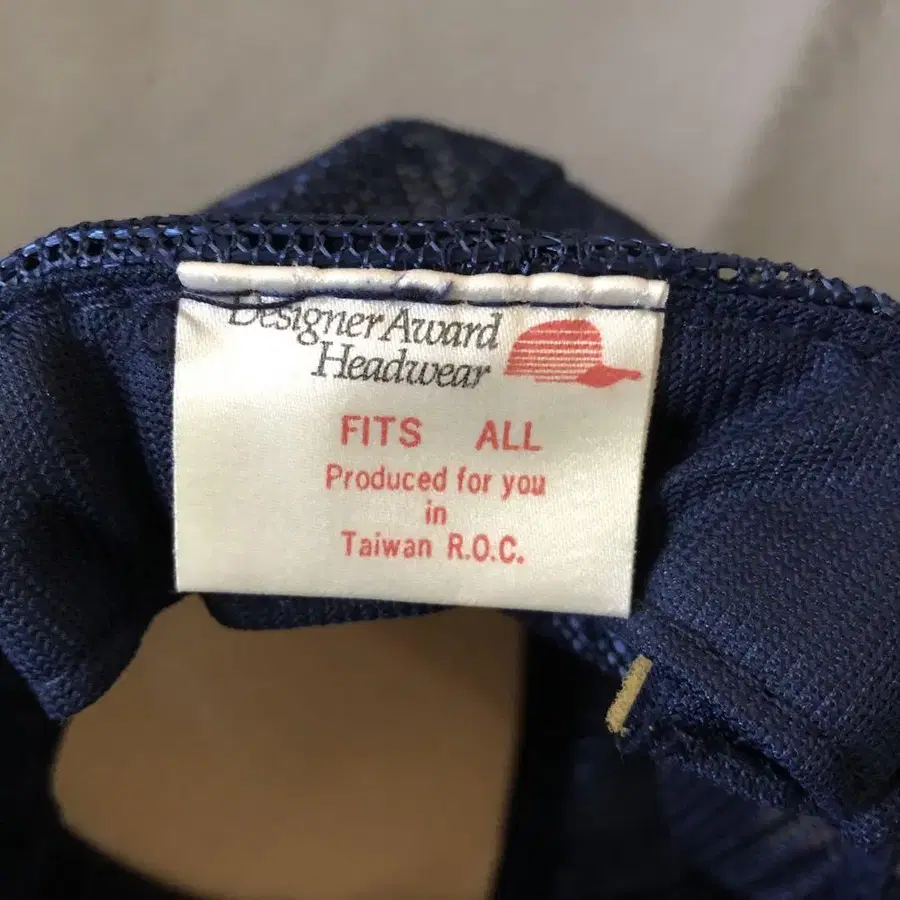 Designer Award
Headwear
FITS ALL
Produced for you
in
Taiwan R.O.C.